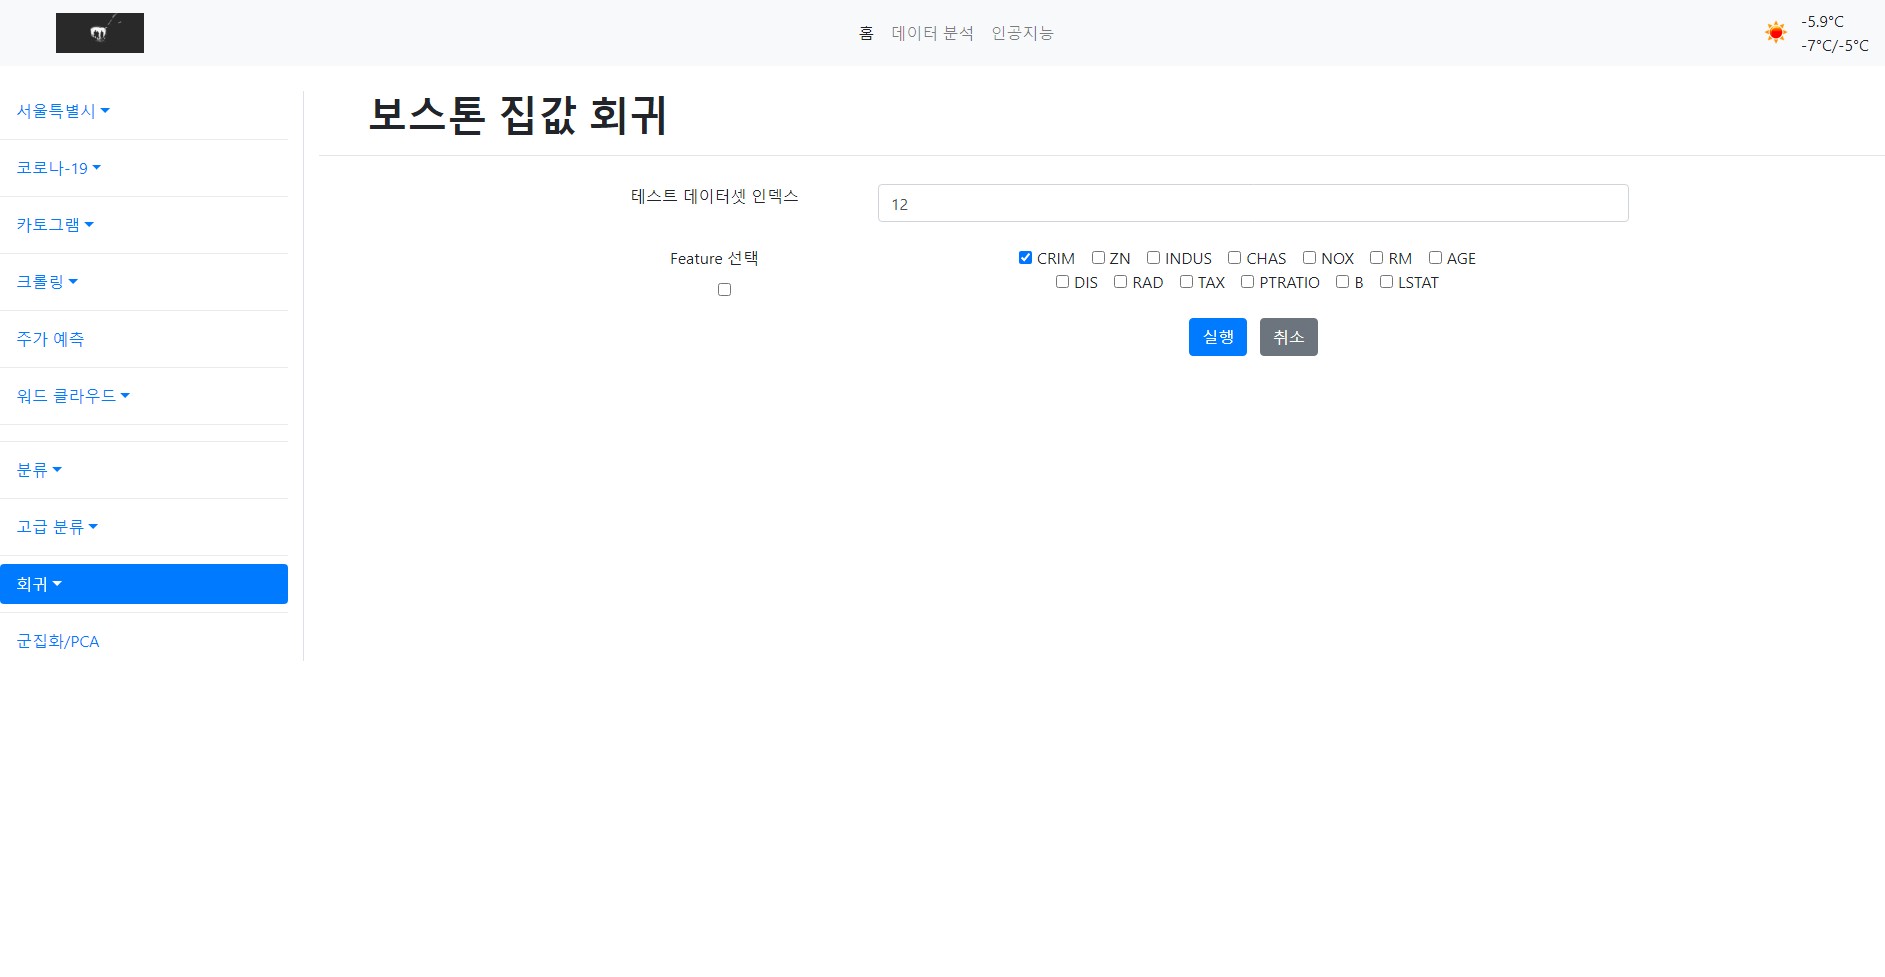 홈 데이터 분석 인공지능
-5.9°C
-7°C/-5°C
서울특별시
코로나-19
카토그램
크롤링
주가 예측
워드 클라우드
분류
고급 분류
회귀
군집화/PCA
보스톤 집값 회귀
테스트 데이터셋 인덱스 12
Feature 선택
CRIM ZN INDUS CHAS NOX RM AGE
DIS RAD TAX PTRATIO B LSTAT
실행 취소